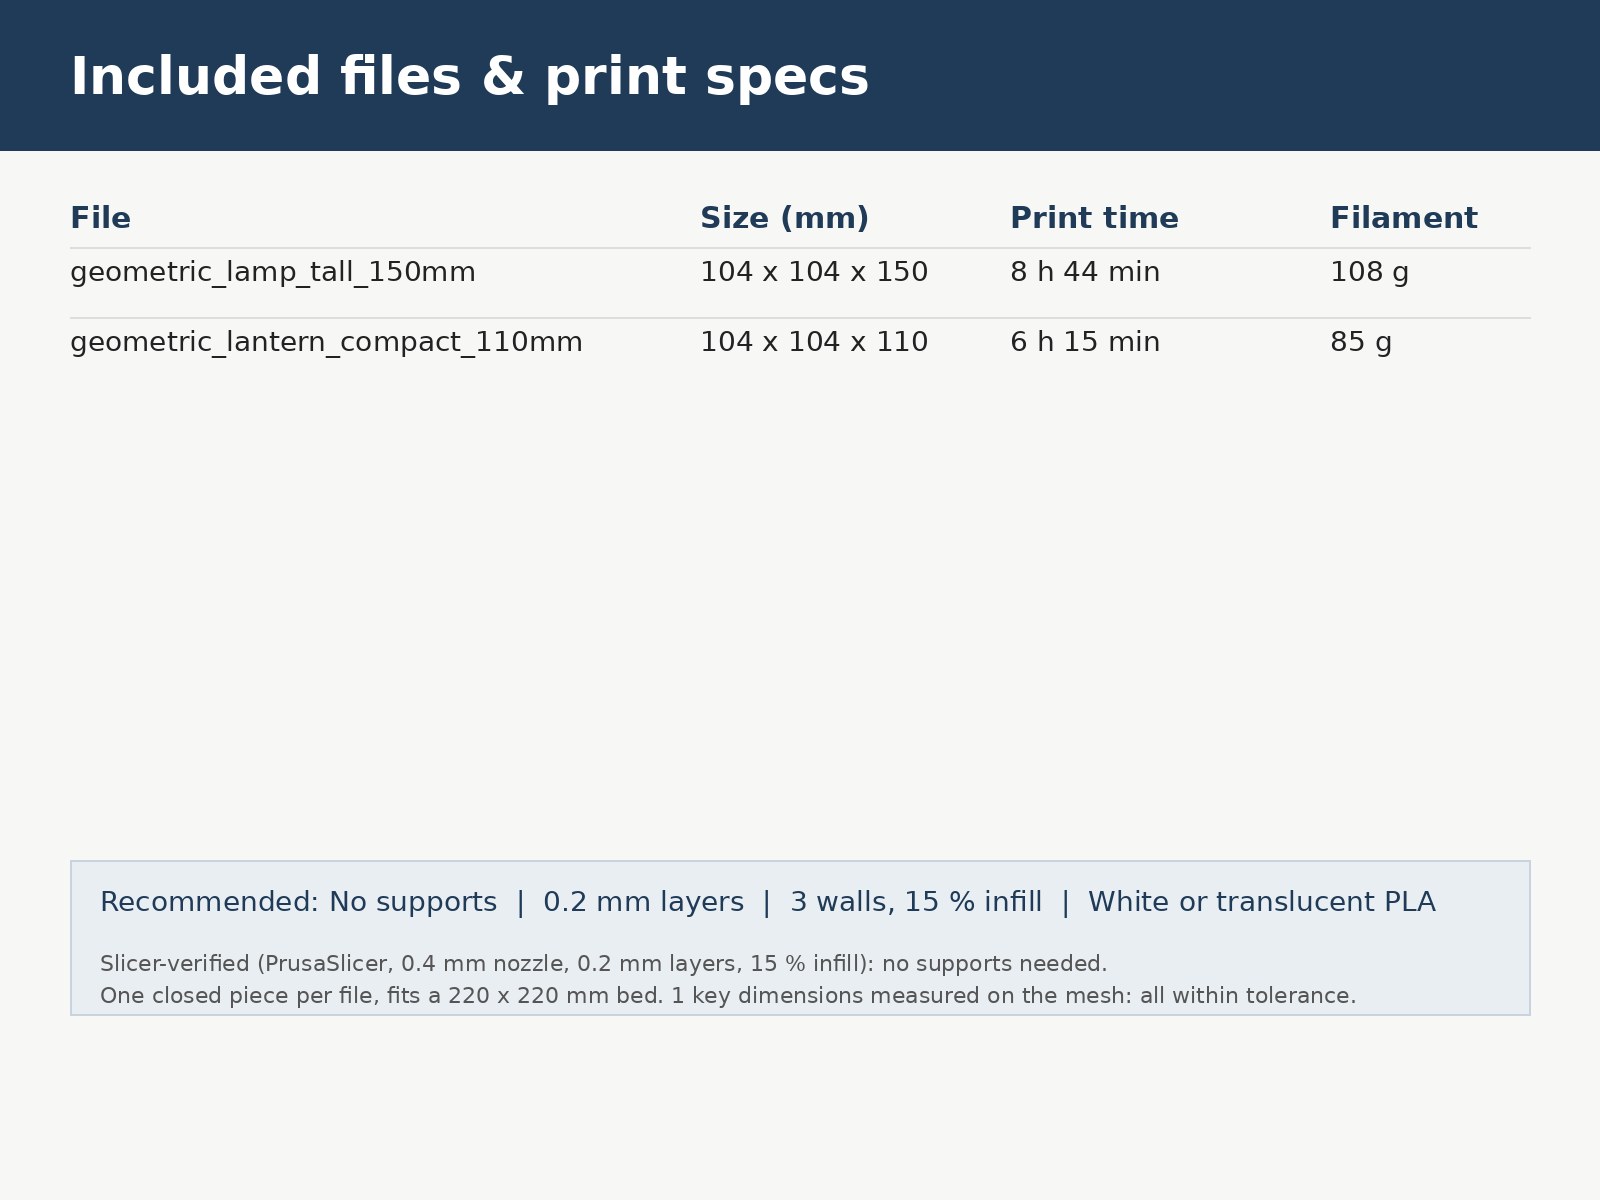 Included files & print specs
File Size (mm) Print time Filament
geometric_lamp_tall_150mm 104 x 104 x 150 8 h 44 min 108 g
geometric_lantern_compact_110mm 104 x 104 x 110 6 h 15 min 85 g
Recommended: No supports | 0.2 mm layers | 3 walls, 15 % infill | White or translucent PLA
Slicer-verified (PrusaSlicer, 0.4 mm nozzle, 0.2 mm layers, 15 % infill): no supports needed.
One closed piece per file, fits a 220 x 220 mm bed. 1 key dimensions measured on the mesh: all within tolerance.